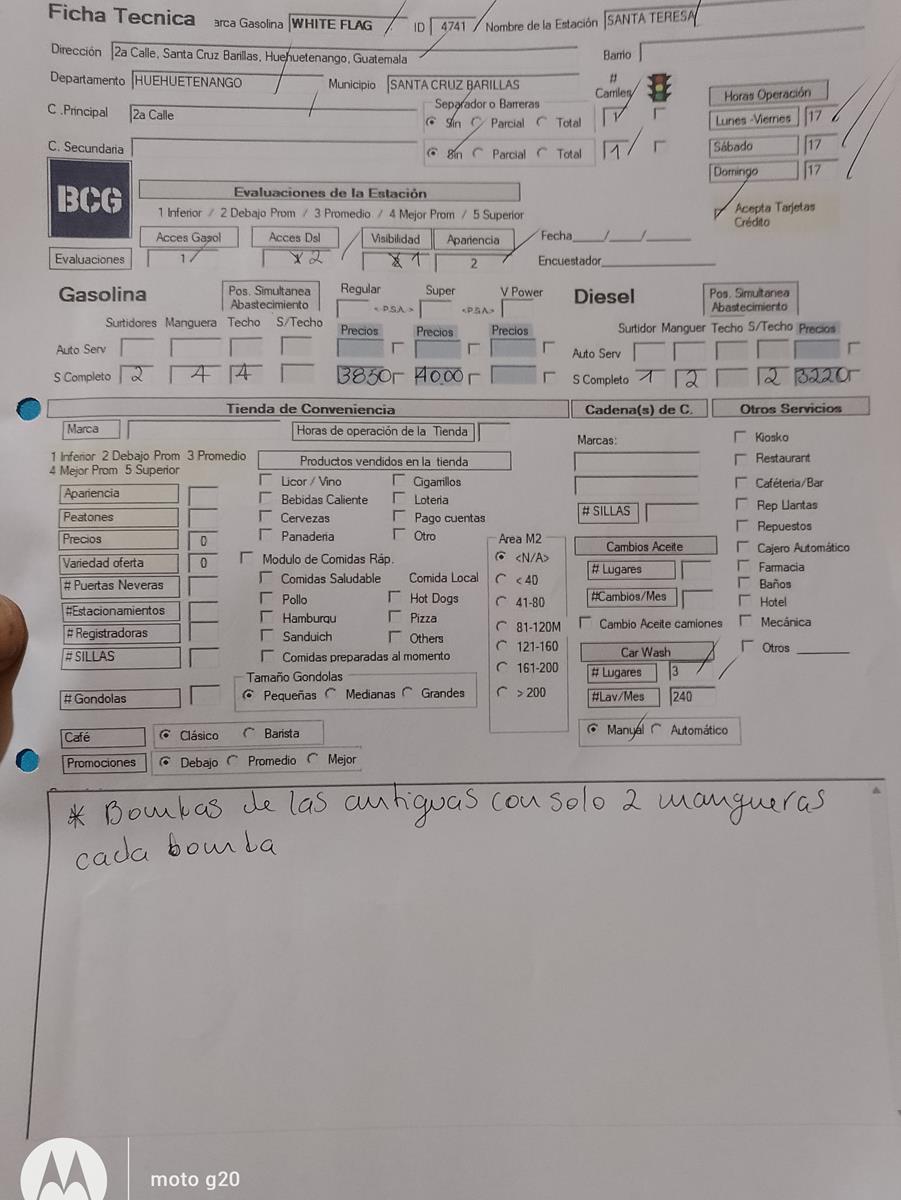 Ficha Tecnica arca Gasolina WHITE FLAG ID 4741 Nombre de la Estación SANTA TERESA
Dirección 2a Calle, Santa Cruz Barillas, Huehuetenango, Guatemala Barrio
Departamento HUEHUETENANGO Municipio SANTA CRUZ BARILLAS # Carriles
C .Principal 2a Calle Separador o Barreras Sin Parcial Total 1
C. Secundaria Sin Parcial Total 1
Horas Operación
Lunes -Viernes 17
Sábado 17
Domingo 17
Acepta Tarjetas
Crédito
BCG
Evaluaciones de la Estación
1 Inferior / 2 Debajo Prom / 3 Promedio / 4 Mejor Prom / 5 Superior
Acces Gasol Acces Dsl Visibilidad Apariencia Fecha___/___/____
Evaluaciones 1 2 1 2 Encuestador
Gasolina Pos. Simultanea Abastecimiento Regular Super V Power
<-P.S.A.-> <P.S.A>
Surtidores Manguera Techo S/Techo Precios Precios Precios
Auto Serv
S Completo 2 4 4 3850 4000
Diesel Pos. Simultanea Abastecimiento
Surtidor Manguer Techo S/Techo Precios
Auto Serv
S Completo 1 2 2 3220
Tienda de Conveniencia
Marca Horas de operación de la Tienda
1 Inferior 2 Debajo Prom 3 Promedio
4 Mejor Prom 5 Superior
Apariencia
Peatones
Precios 0
Variedad oferta 0
# Puertas Neveras
#Estacionamientos
# Registradoras
# SILLAS
# Gondolas
Productos vendidos en la tienda
Licor / Vino Cigarrillos
Bebidas Caliente Loteria
Cervezas Pago cuentas
Panaderia Otro
Modulo de Comidas Ráp.
Comidas Saludable Comida Local
Pollo Hot Dogs
Hamburqu Pizza
Sanduich Others
Comidas preparadas al momento
Tamaño Gondolas
Pequeñas Medianas Grandes
Area M2
<N/A>
< 40
41-80
81-120M
121-160
161-200
> 200
Café Clásico Barista
Promociones Debajo Promedio Mejor
Cadena(s) de C.
Marcas:
# SILLAS
Cambios Aceite
# Lugares
#Cambios/Mes
Cambio Aceite camiones
Car Wash
# Lugares 3
#Lav/Mes 240
Manual Automático
Otros Servicios
Kiosko
Restaurant
Caféteria/Bar
Rep Llantas
Repuestos
Cajero Automático
Farmacia
Baños
Hotel
Mecánica
Otros
* Bombas de las antiguas con solo 2 mangueras
cada bomba
moto g20